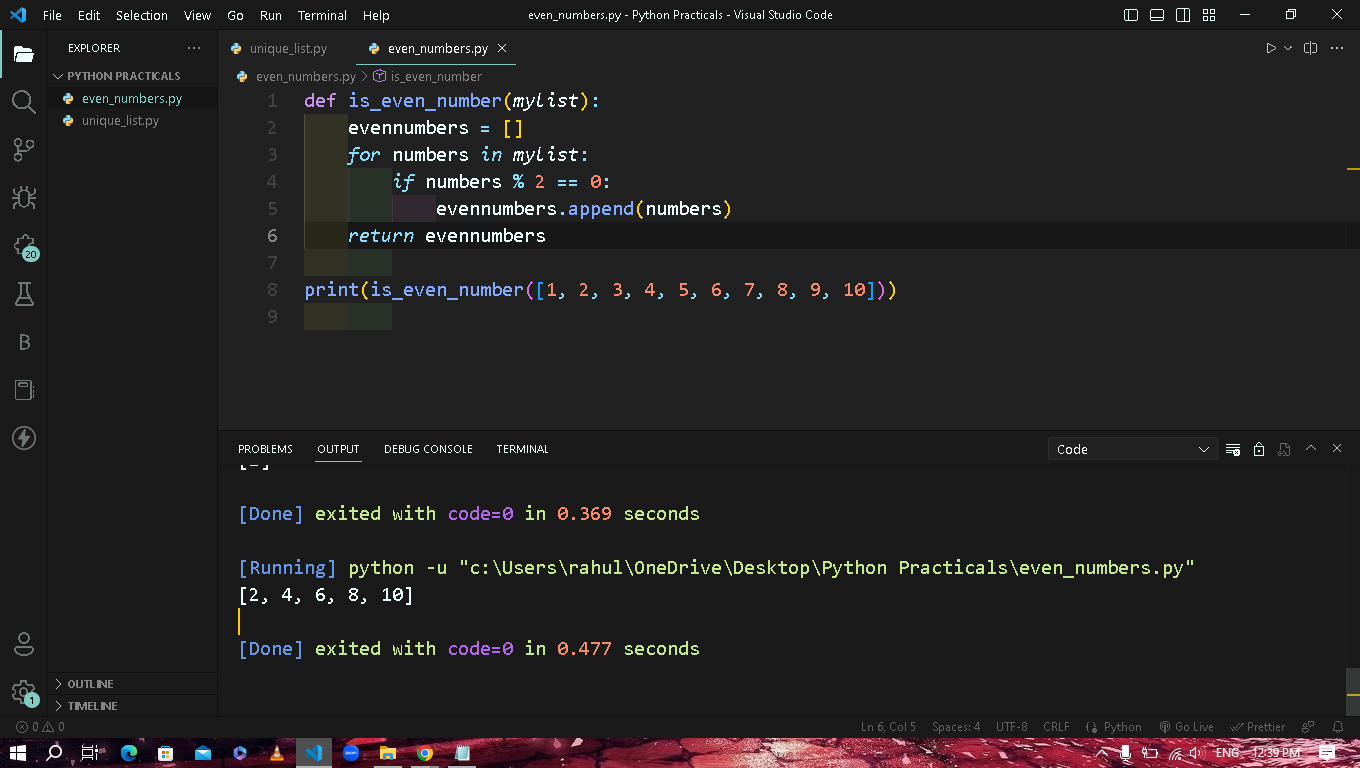 File Edit Selection View Go Run Terminal Help even_numbers.py - Python Practicals - Visual Studio Code
EXPLORER
PYTHON PRACTICALS
even_numbers.py
unique_list.py
20
B
OUTLINE
TIMELINE
1
unique_list.py even_numbers.py
even_numbers.py > is_even_number
1 def is_even_number(mylist):
2 evennumbers = []
3 for numbers in mylist:
4 if numbers % 2 == 0:
5 evennumbers.append(numbers)
6 return evennumbers
7
8 print(is_even_number([1, 2, 3, 4, 5, 6, 7, 8, 9, 10]))
9
PROBLEMS OUTPUT DEBUG CONSOLE TERMINAL Code
[Done] exited with code=0 in 0.369 seconds
[Running] python -u "c:\Users\rahul\OneDrive\Desktop\Python Practicals\even_numbers.py"
[2, 4, 6, 8, 10]
[Done] exited with code=0 in 0.477 seconds
0 0 Ln 6, Col 5 Spaces: 4 UTF-8 CRLF Python Go Live Prettier
ENG 12:39 PM